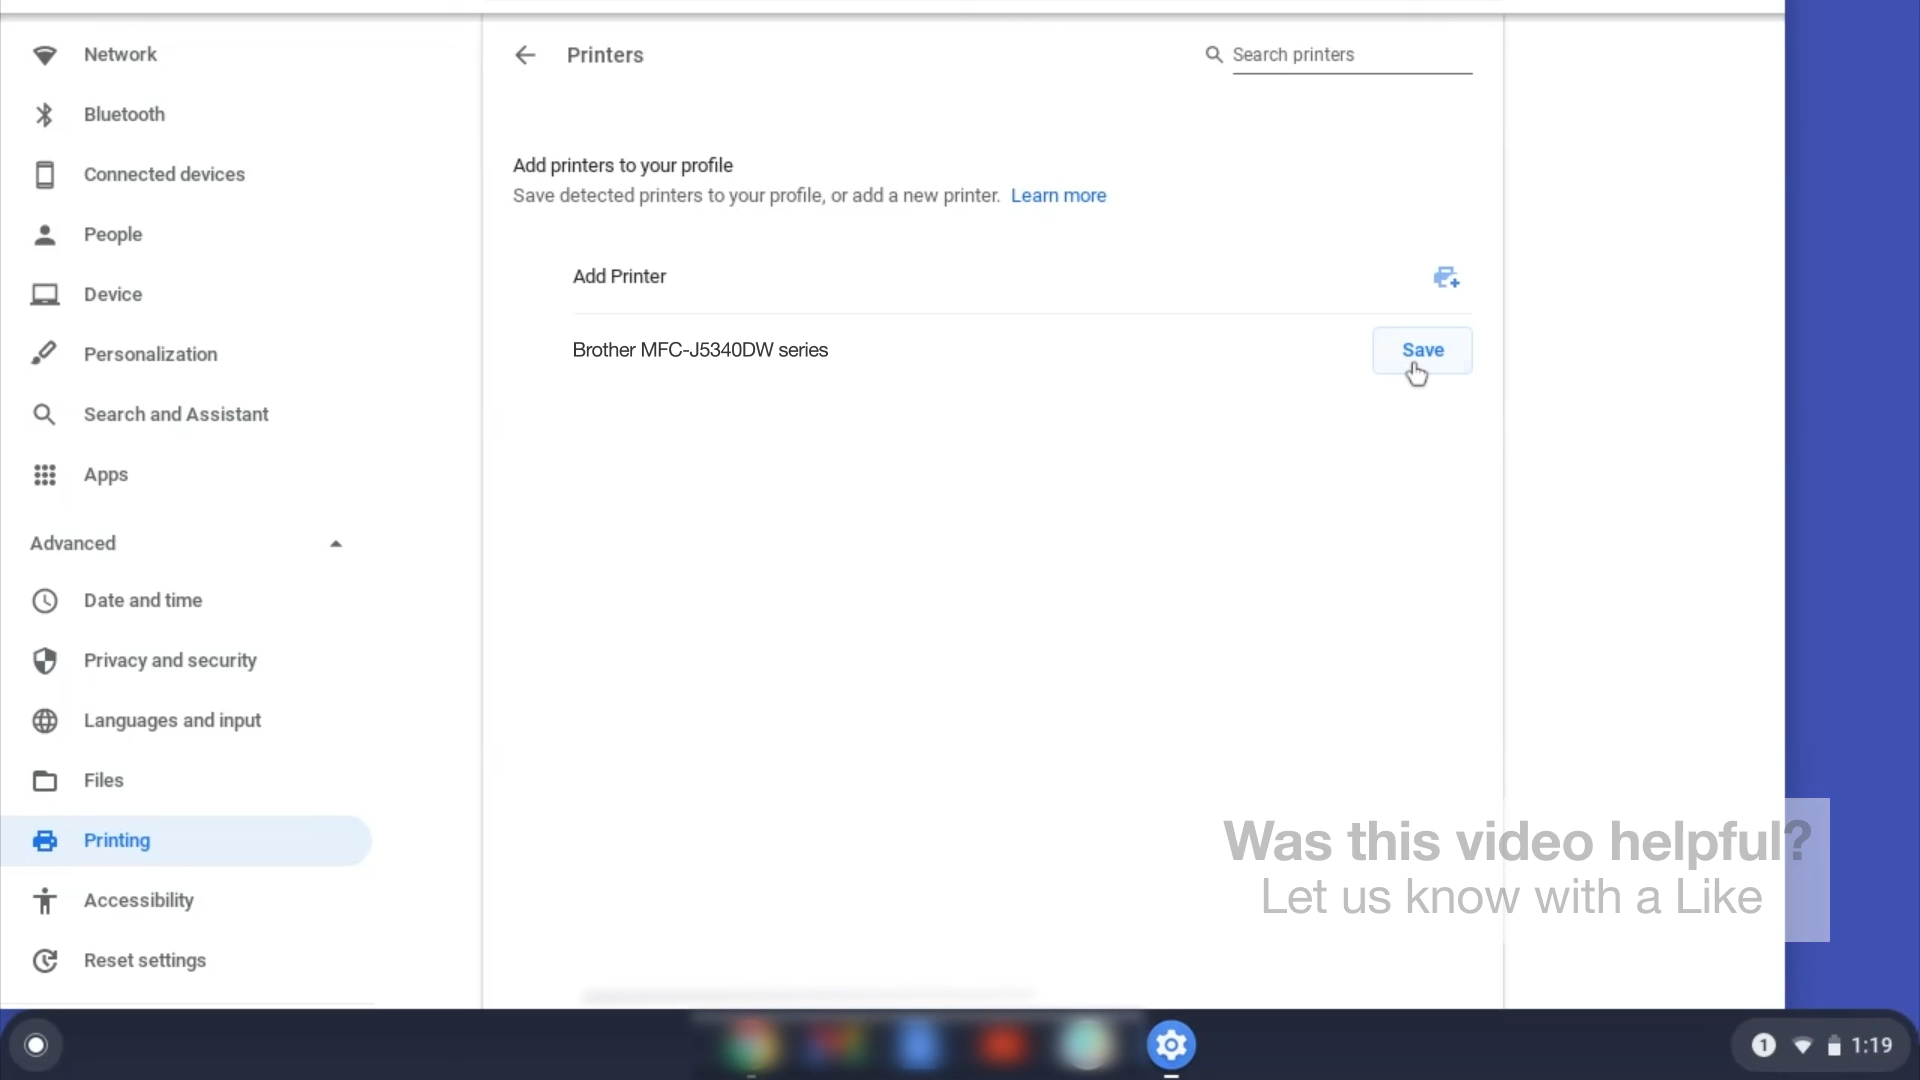 Network
Bluetooth
Connected devices
People
Device
Personalization
Search and Assistant
Apps
Advanced
Date and time
Privacy and security
Languages and input
Files
Printing
Accessibility
Reset settings
Printers
Search printers
Add printers to your profile
Save detected printers to your profile, or add a new printer. Learn more
Add Printer
Brother MFC-J5340DW series
Save
Was this video helpful?
Let us know with a Like
1
1:19